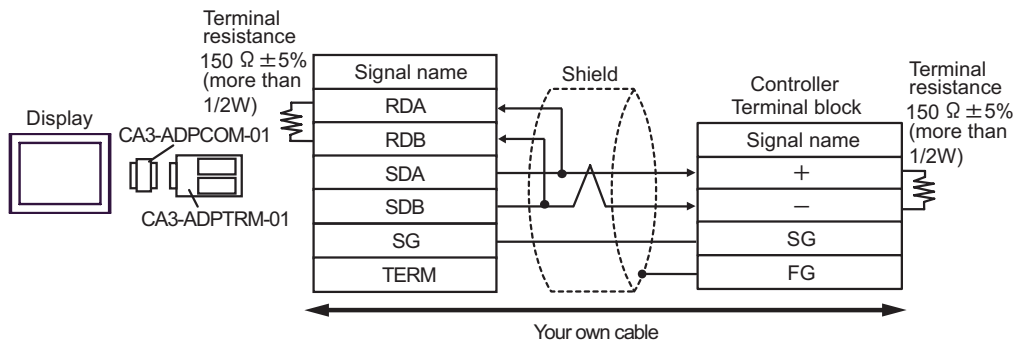 Terminal
resistance
150 Ω ±5%
(more than
1/2W)
Display
CA3-ADPCOM-01
CA3-ADPTRM-01
Signal name
RDA
RDB
SDA
SDB
SG
TERM
Shield
Controller
Terminal block
Signal name
+
−
SG
FG
Terminal
resistance
150 Ω ±5%
(more than
1/2W)
Your own cable